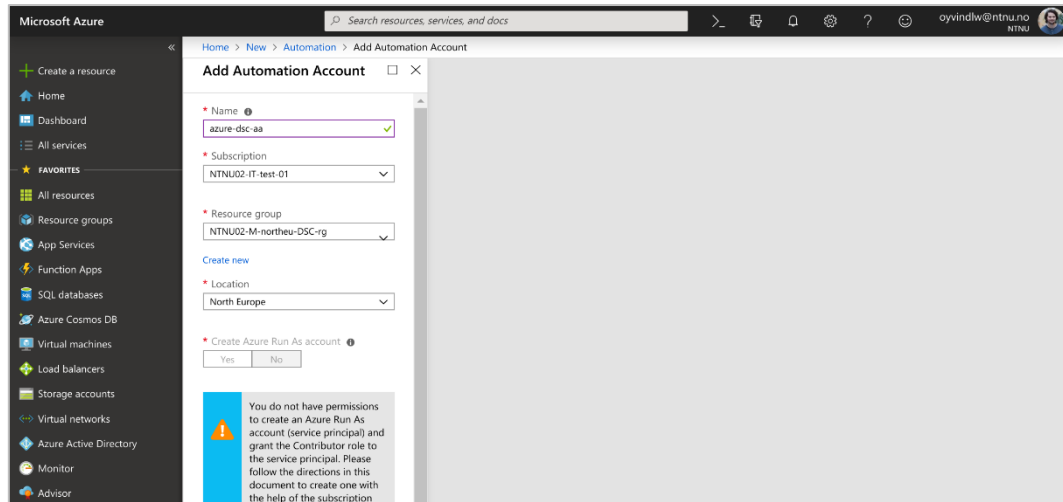 Microsoft Azure
Search resources, services, and docs
oyvindlw@ntnu.no
NTNU
Home > New > Automation > Add Automation Account
Create a resource
Home
Dashboard
All services
FAVORITES
All resources
Resource groups
App Services
Function Apps
SQL databases
Azure Cosmos DB
Virtual machines
Load balancers
Storage accounts
Virtual networks
Azure Active Directory
Monitor
Advisor
Add Automation Account
* Name
azure-dsc-aa
* Subscription
NTNU02-IT-test-01
* Resource group
NTNU02-M-northeu-DSC-rg
Create new
* Location
North Europe
* Create Azure Run As account
Yes No
You do not have permissions
to create an Azure Run As
account (service principal) and
grant the Contributor role to
the service principal. Please
follow the directions in this
document to create one with
the help of the subscription